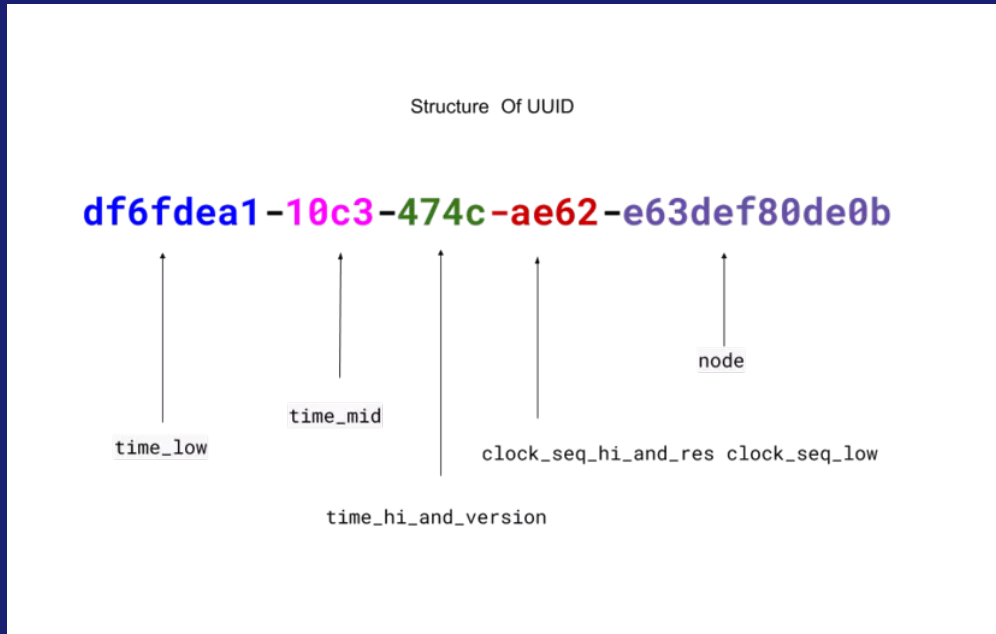 Structure Of UUID
df6fdea1-10c3-474c-ae62-e63def80de0b
node
time_mid
time_low
clock_seq_hi_and_res clock_seq_low
time_hi_and_version